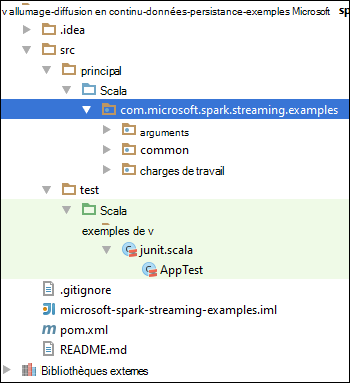 v allumage-diffusion en continu-données-persistance-exemples Microsoft sp
.idea
src
principal
Scala
com.microsoft.spark.streaming.examples
arguments
common
charges de travail
test
Scala
exemples de v
junit.scala
AppTest
.gitignore
microsoft-spark-streaming-examples.iml
pom.xml
README.md
Bibliothèques externes